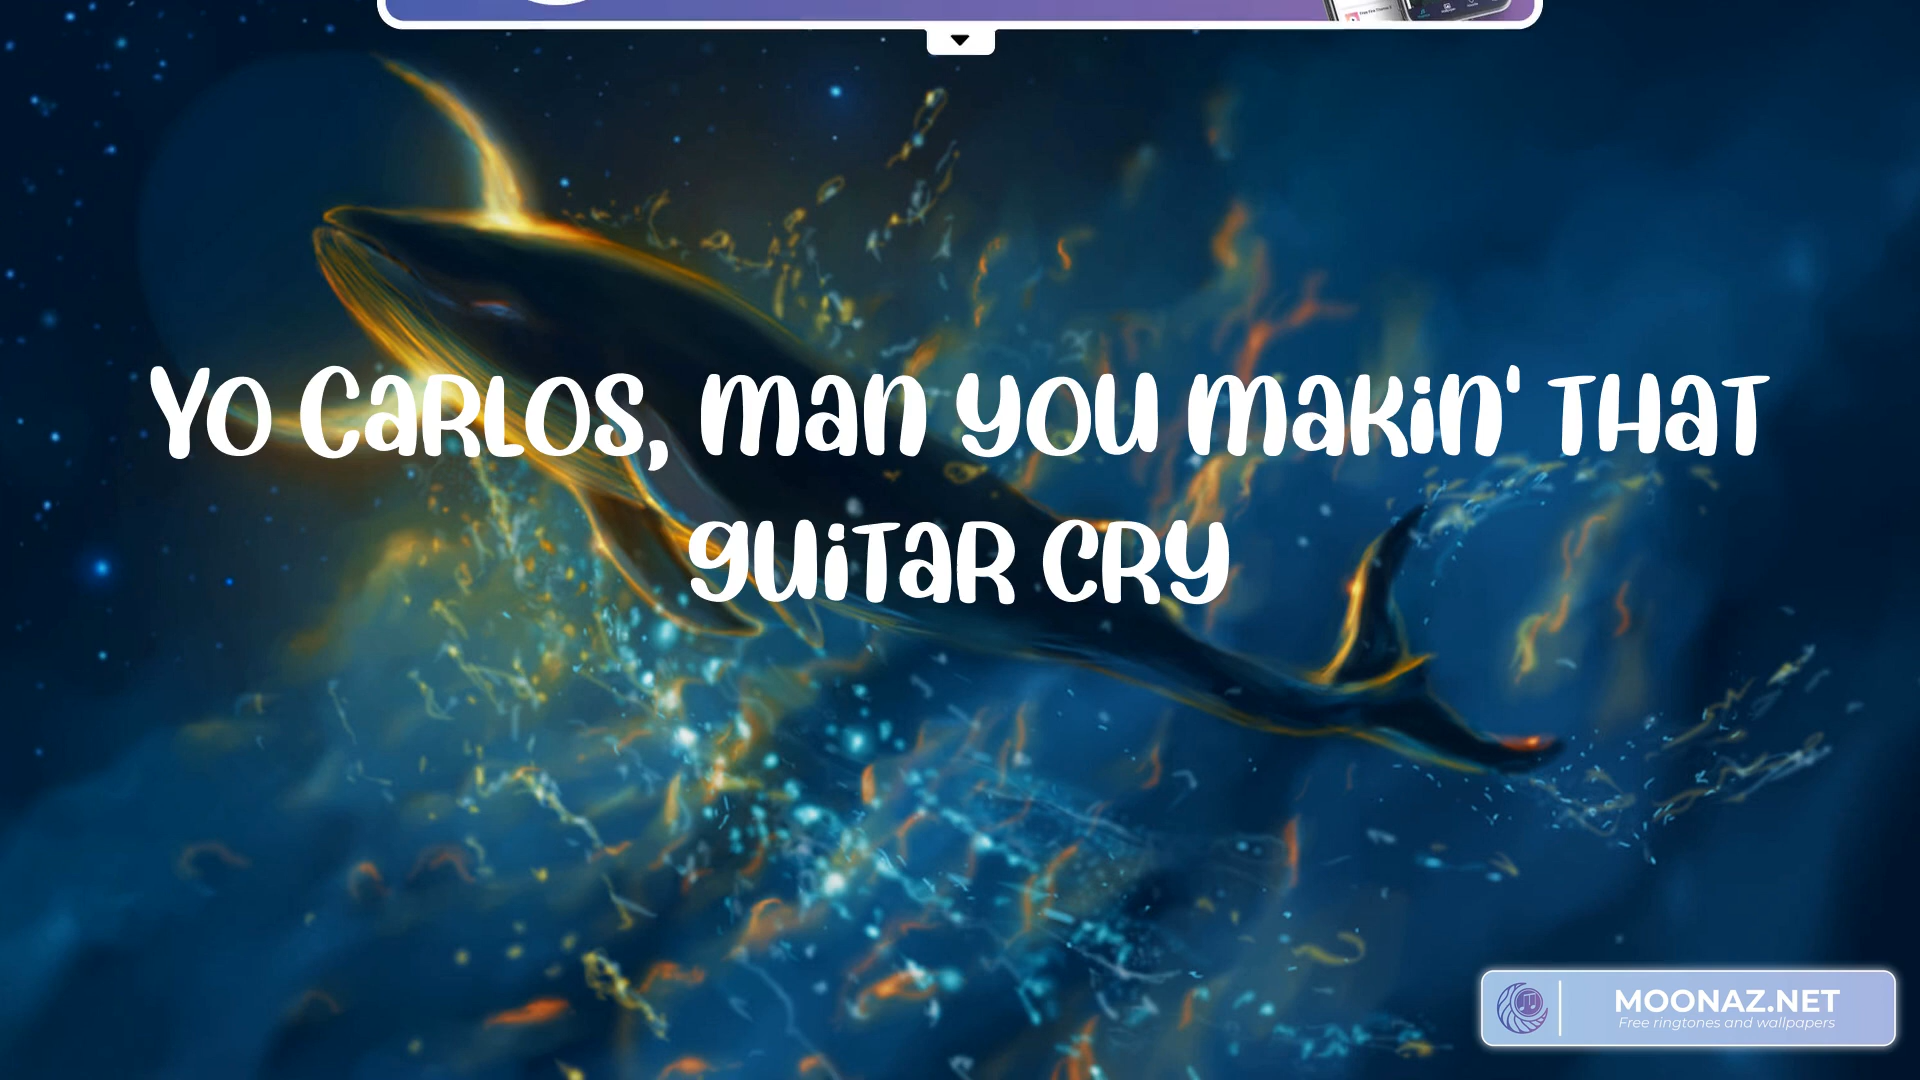 Yo Carlos, man you makin' that
guitar cry
MOONAZ.NET
Free ringtones and wallpapers